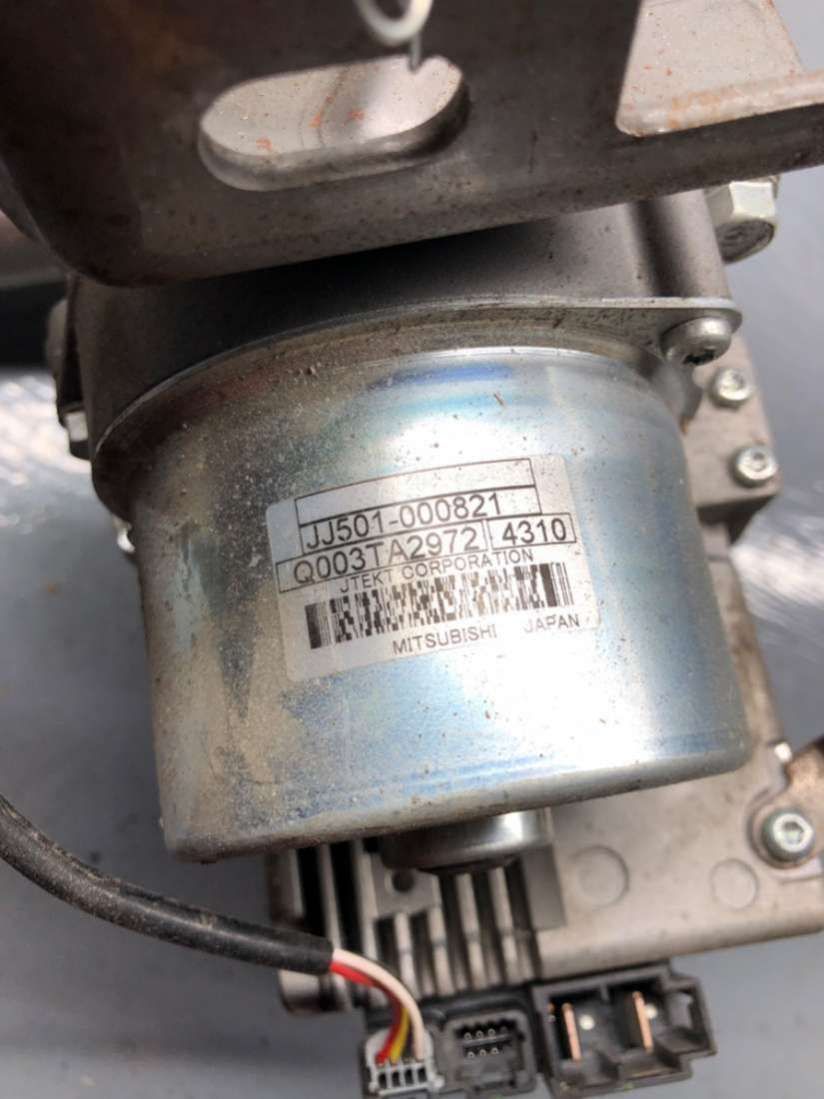 JJ501-000821
Q003TA2972 4310
JTEKT CORPORATION
MITSUBISHI JAPAN